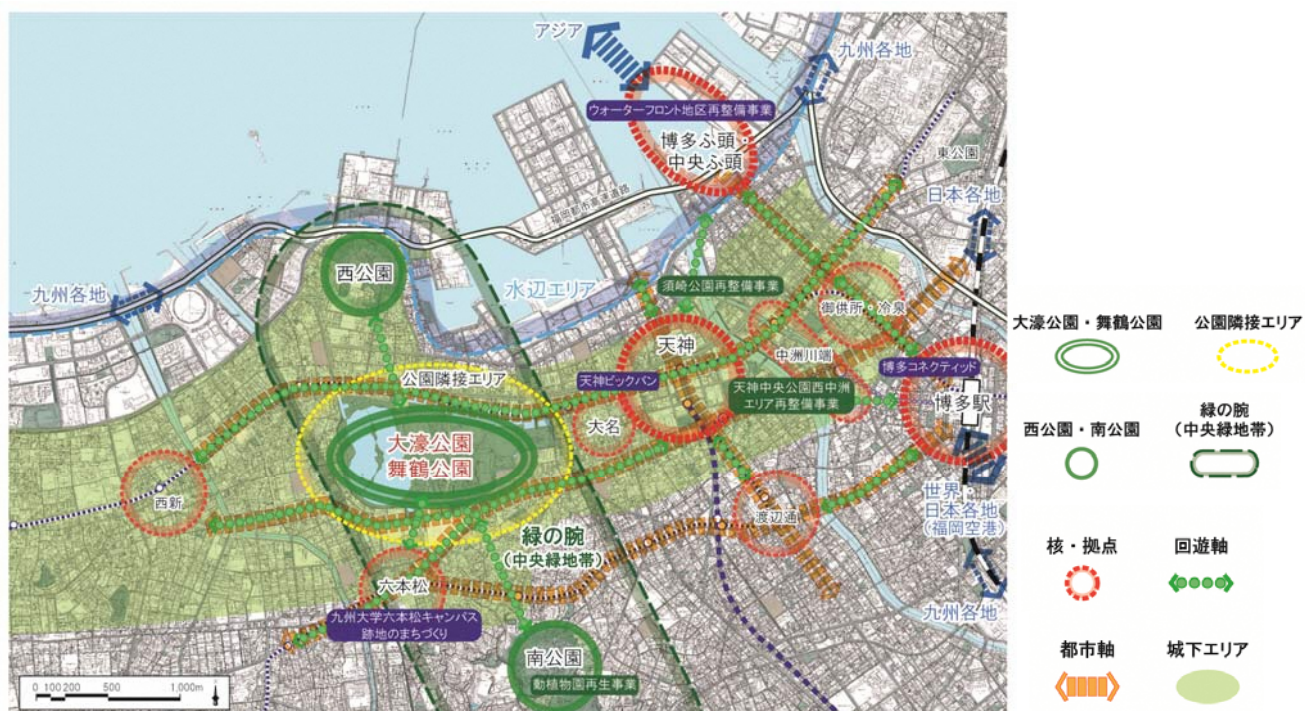 アジア
九州各地
ウォーターフロント地区再整備事業
博多ふ頭・
中央ふ頭
東公園
日本各地
福岡都市高速道路
西公園
水辺エリア
九州各地
須崎公園再整備事業
御供所・冷泉
天神
中洲川端
公園隣接エリア
天神ビックバン
博多コネクティッド
天神中央公園西中洲
エリア再整備事業
博多駅
大名
大濠公園
舞鶴公園
西新
渡辺通
世界・
日本各地
(福岡空港)
緑の腕
(中央緑地帯)
六本松
九州各地
九州大学六本松キャンパス
跡地のまちづくり
南公園
動植物園再生事業
0 100 200 500 1,000m
大濠公園・舞鶴公園
公園隣接エリア
西公園・南公園
緑の腕
(中央緑地帯)
核・拠点
回遊軸
都市軸
城下エリア